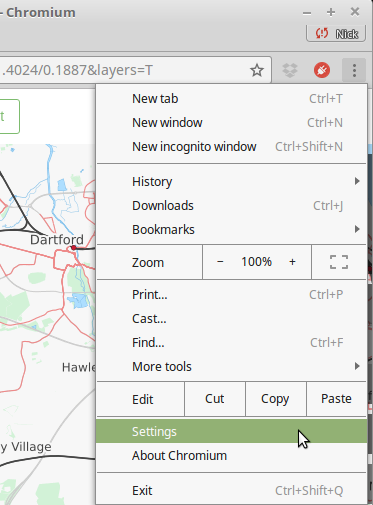 - Chromium
Nick
.4024/0.1887&layers=T
t
New tab Ctrl+T
New window Ctrl+N
New incognito window Ctrl+Shift+N
History
Downloads Ctrl+J
Bookmarks
Zoom − 100% +
Print... Ctrl+P
Cast...
Find... Ctrl+F
More tools
Edit Cut Copy Paste
Settings
About Chromium
Exit Ctrl+Shift+Q
Dartford
Hawle
y Village